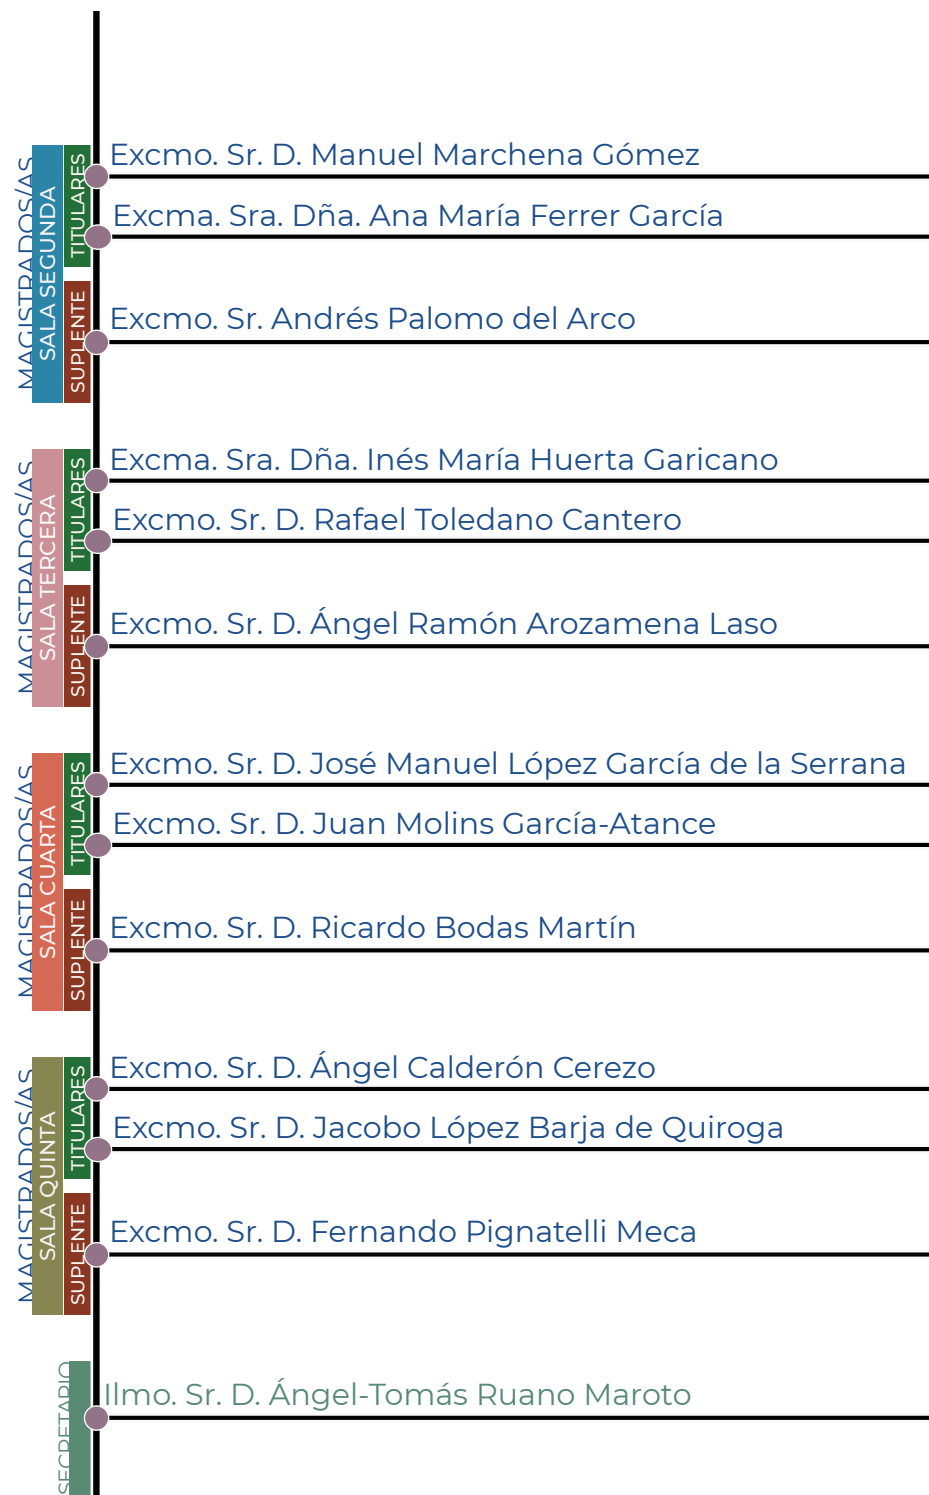 MAGISTRADOS/AS
SALA SEGUNDA
TITULARES
Excmo. Sr. D. Manuel Marchena Gómez
Excma. Sra. Dña. Ana María Ferrer García
SUPLENTE
Excmo. Sr. Andrés Palomo del Arco
MAGISTRADOS/AS
SALA TERCERA
TITULARES
Excma. Sra. Dña. Inés María Huerta Garicano
Excmo. Sr. D. Rafael Toledano Cantero
SUPLENTE
Excmo. Sr. D. Ángel Ramón Arozamena Laso
MAGISTRADOS/AS
SALA CUARTA
TITULARES
Excmo. Sr. D. José Manuel López García de la Serrana
Excmo. Sr. D. Juan Molins García-Atance
SUPLENTE
Excmo. Sr. D. Ricardo Bodas Martín
MAGISTRADOS/AS
SALA QUINTA
TITULARES
Excmo. Sr. D. Ángel Calderón Cerezo
Excmo. Sr. D. Jacobo López Barja de Quiroga
SUPLENTE
Excmo. Sr. D. Fernando Pignatelli Meca
SECRETARIO
Ilmo. Sr. D. Ángel-Tomás Ruano Maroto